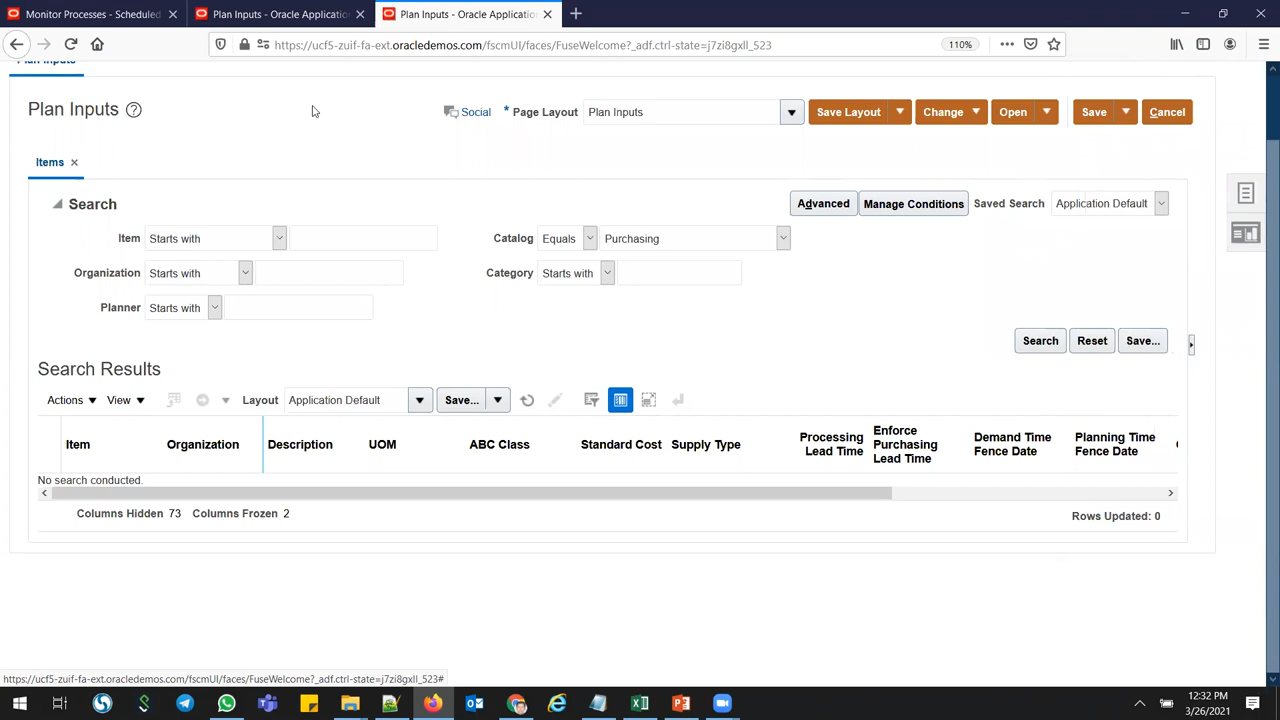 Monitor Processes - Scheduled
Plan Inputs - Oracle Applicatio
Plan Inputs - Oracle Applicatio
https://ucf5-zuif-fa-ext.oracledemos.com/fscmUI/faces/FuseWelcome?_adf.ctrl-state=j7zi8gxll_523
110%
Plan Inputs
Plan Inputs
Social
* Page Layout
Plan Inputs
Save Layout
Change
Open
Save
Cancel
Items
Search
Advanced
Manage Conditions
Saved Search
Application Default
Item
Starts with
Catalog
Equals
Purchasing
Organization
Starts with
Category
Starts with
Planner
Starts with
Search
Reset
Save...
Search Results
Actions
View
Layout
Application Default
Save...
Item
Organization
Description
UOM
ABC Class
Standard Cost
Supply Type
Processing
Lead Time
Enforce
Purchasing
Lead Time
Demand Time
Fence Date
Planning Time
Fence Date
No search conducted.
Columns Hidden 73
Columns Frozen 2
Rows Updated: 0
https://ucf5-zuif-fa-ext.oracledemos.com/fscmUI/faces/FuseWelcome?_adf.ctrl-state=j7zi8gxll_523#
12:32 PM
3/26/2021